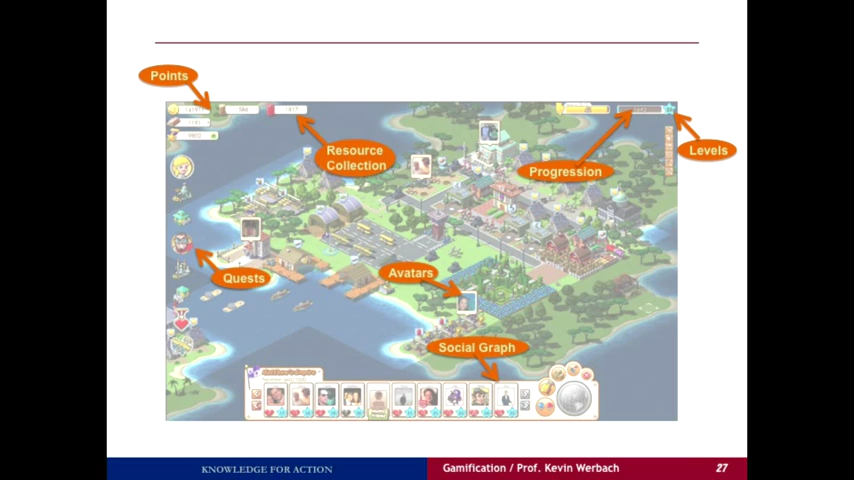 Points
Resource
Collection
Progression
Levels
Quests
Avatars
Social Graph
KNOWLEDGE FOR ACTION
Gamification / Prof. Kevin Werbach
27